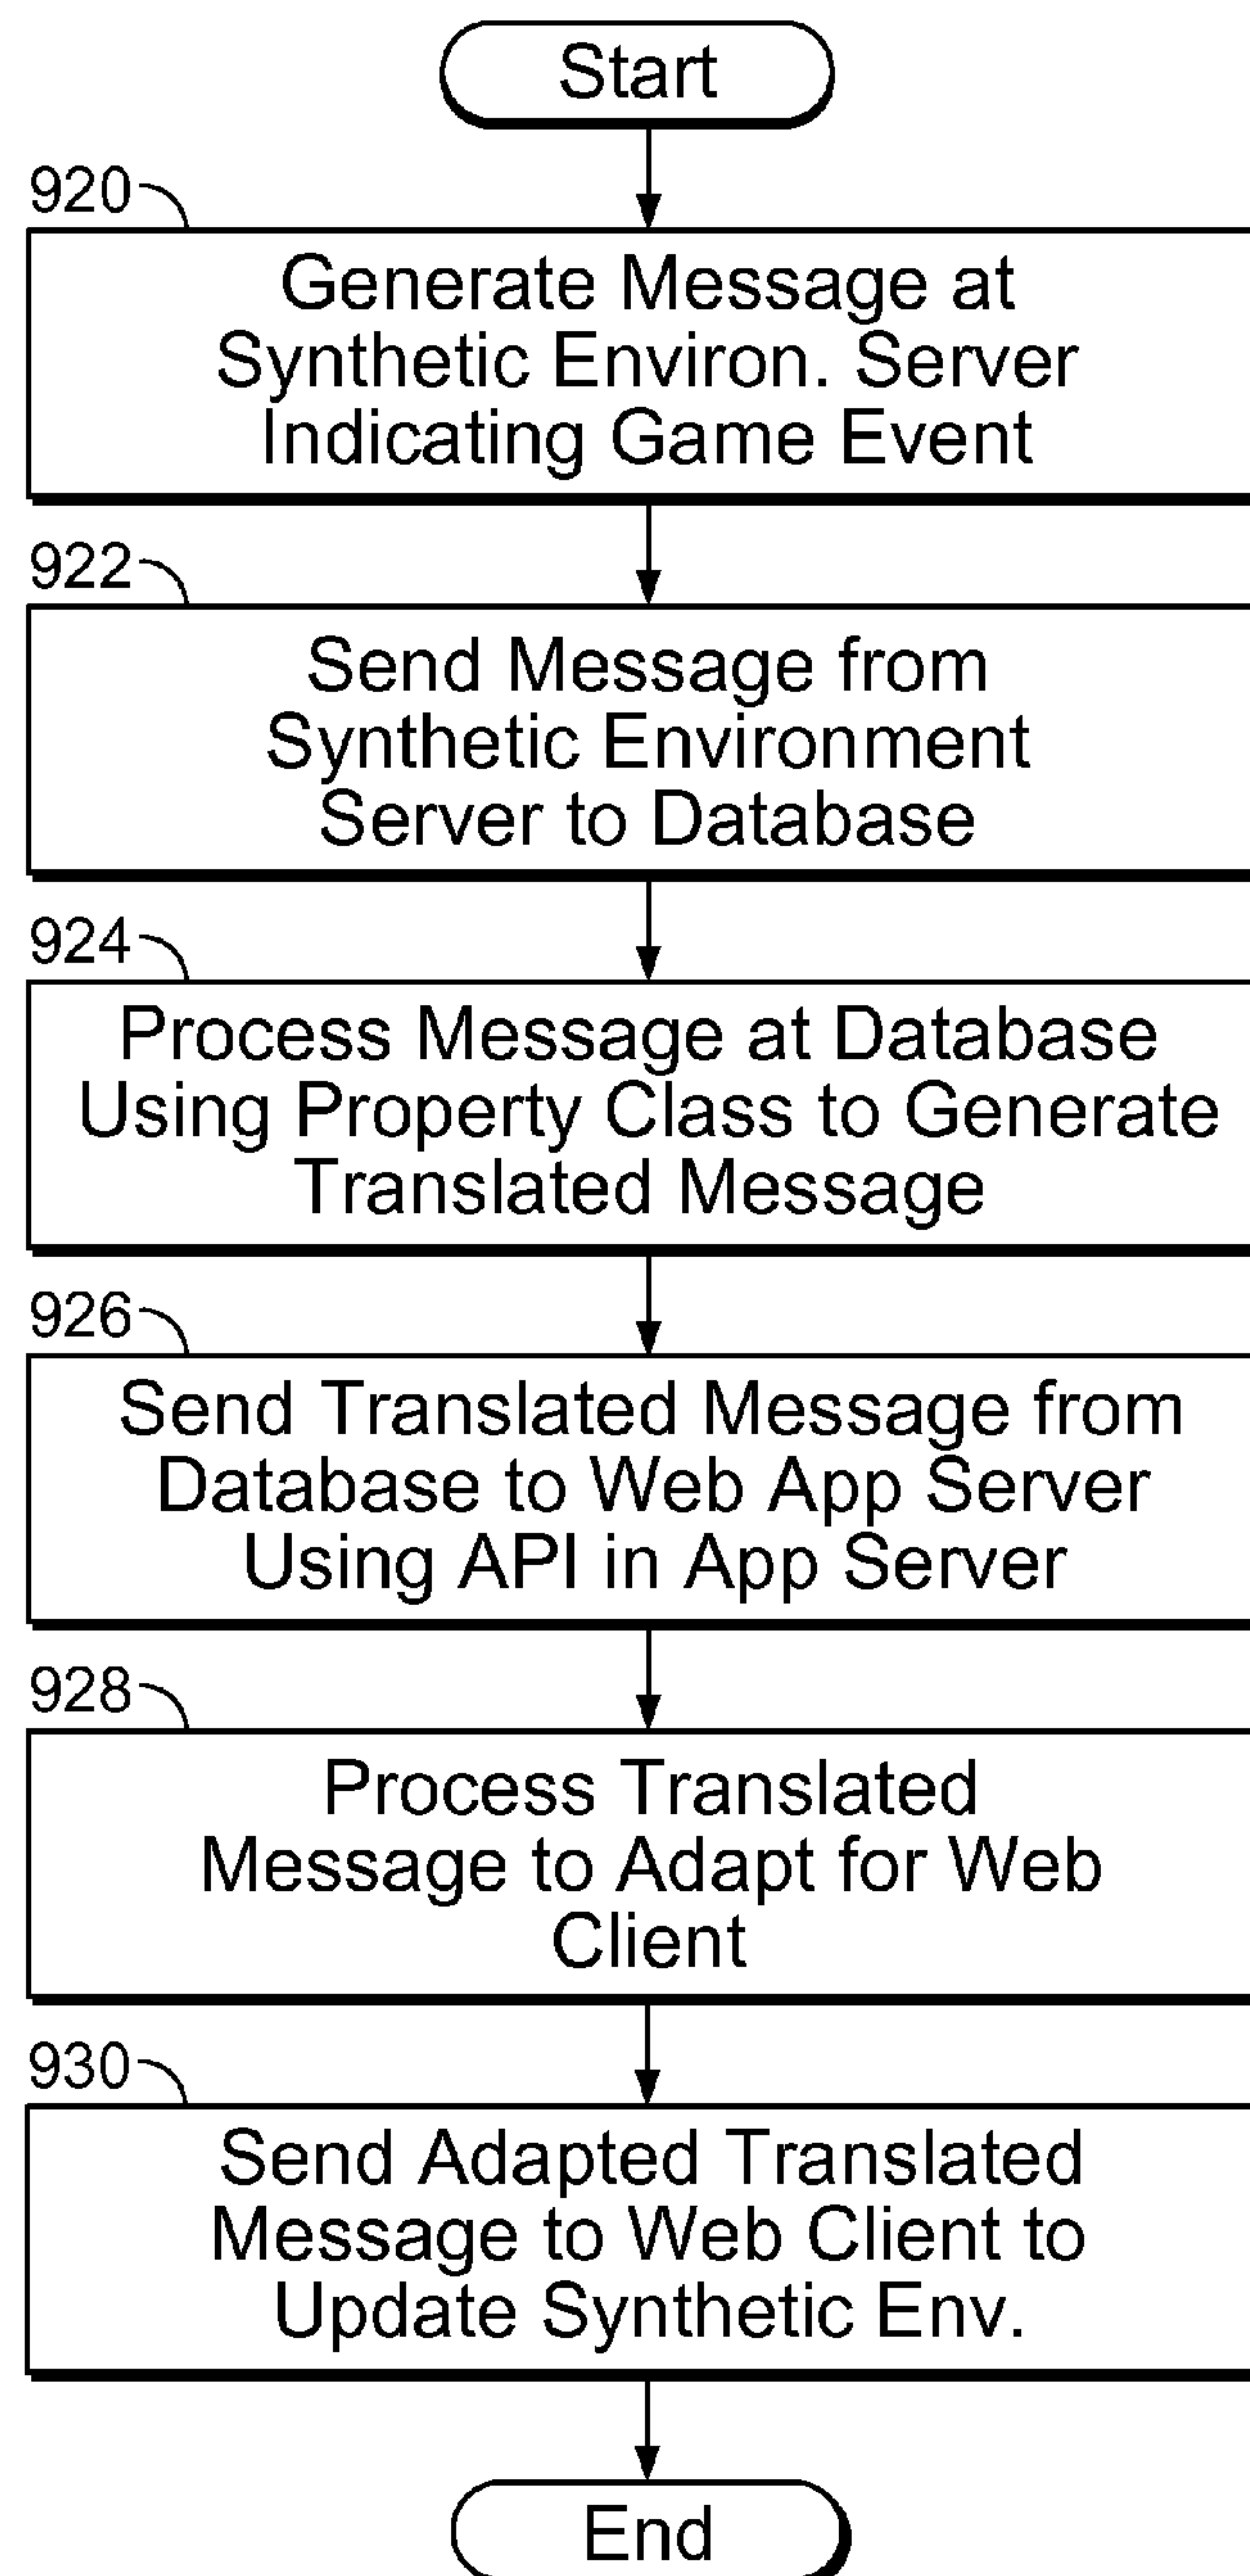 Start
920
Generate Message at
Synthetic Environ. Server
Indicating Game Event
922
Send Message from
Synthetic Environment
Server to Database
924
Process Message at Database
Using Property Class to Generate
Translated Message
926
Send Translated Message from
Database to Web App Server
Using API in App Server
928
Process Translated
Message to Adapt for Web
Client
930
Send Adapted Translated
Message to Web Client to
Update Synthetic Env.
End